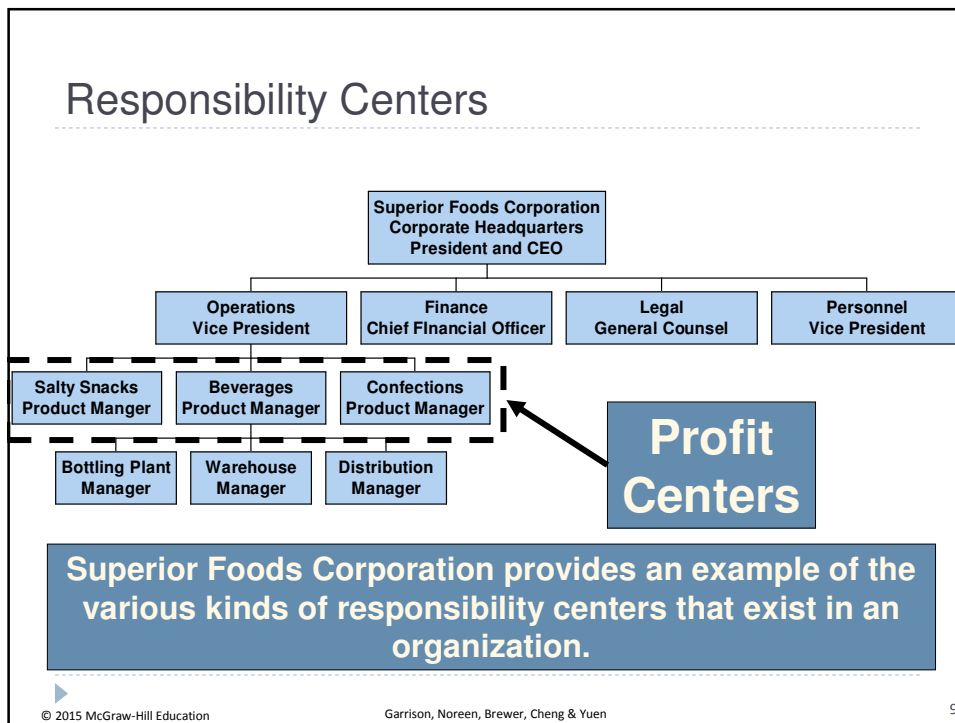 Responsibility Centers
Superior Foods Corporation
Corporate Headquarters
President and CEO
Operations
Vice President
Finance
Chief FInancial Officer
Legal
General Counsel
Personnel
Vice President
Salty Snacks
Product Manger
Beverages
Product Manager
Confections
Product Manager
Bottling Plant
Manager
Warehouse
Manager
Distribution
Manager
Profit
Centers
Superior Foods Corporation provides an example of the
various kinds of responsibility centers that exist in an
organization.
© 2015 McGraw-Hill Education
Garrison, Noreen, Brewer, Cheng & Yuen
9